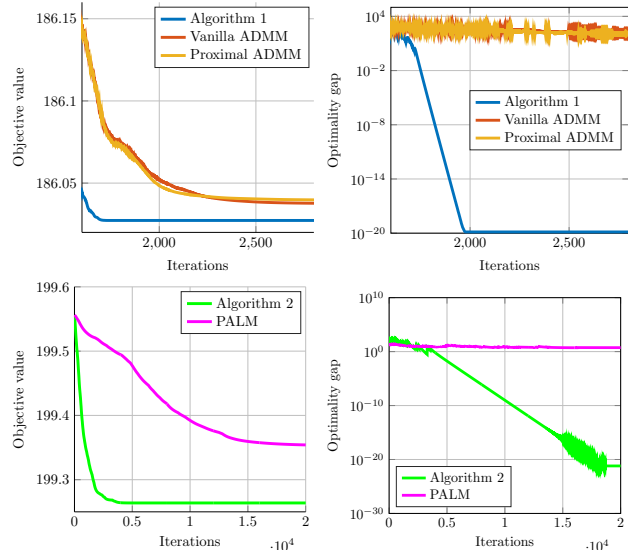 186.15
186.1
186.05
Objective value
Algorithm 1
Vanilla ADMM
Proximal ADMM
2,000
2,500
Iterations
10^4
10^−2
10^−8
10^−14
10^−20
Optimality gap
Algorithm 1
Vanilla ADMM
Proximal ADMM
2,000
2,500
Iterations
199.6
199.5
199.4
199.3
Objective value
Algorithm 2
PALM
0
0.5
1
1.5
2
Iterations
·10^4
10^10
10^0
10^−10
10^−20
10^−30
Optimality gap
Algorithm 2
PALM
0
0.5
1
1.5
2
Iterations
·10^4